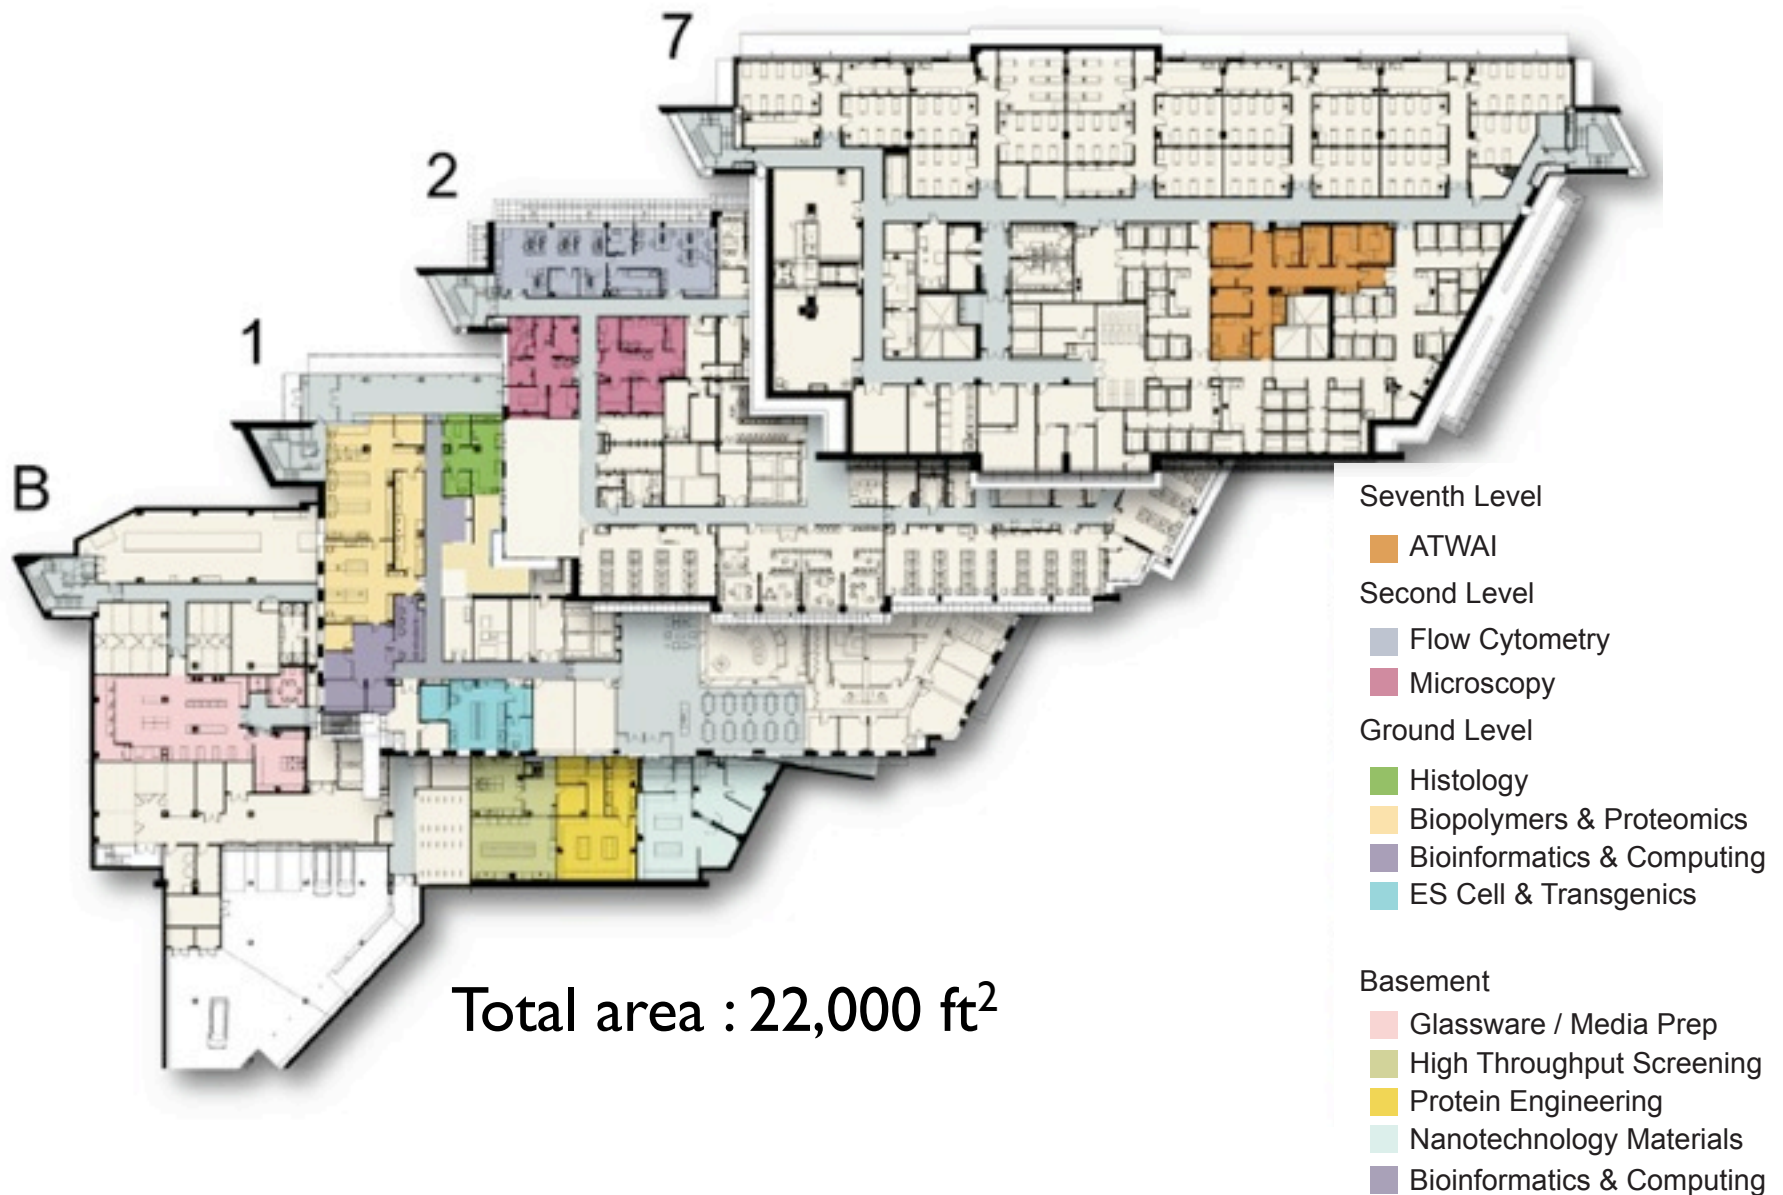 7
2
1
B
Seventh Level
ATWAI
Second Level
Flow Cytometry
Microscopy
Ground Level
Histology
Biopolymers & Proteomics
Bioinformatics & Computing
ES Cell & Transgenics
Basement
Glassware / Media Prep
High Throughput Screening
Protein Engineering
Nanotechnology Materials
Bioinformatics & Computing
Total area : 22,000 ft²